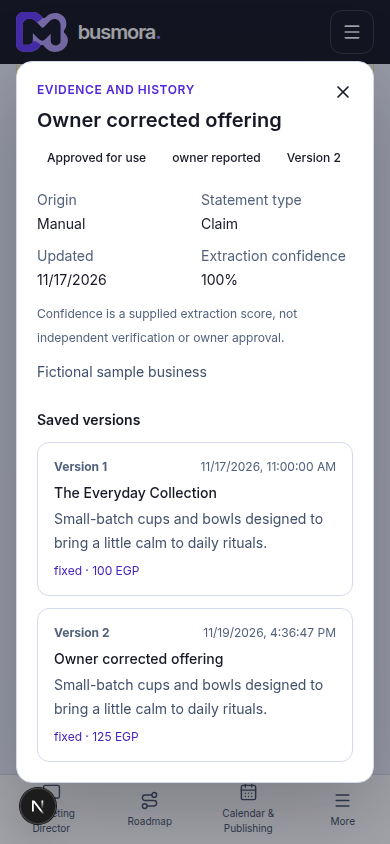 busmora.
EVIDENCE AND HISTORY
Owner corrected offering
Approved for use owner reported Version 2
Origin Statement type
Manual Claim
Updated Extraction confidence
11/17/2026 100%
Confidence is a supplied extraction score, not
independent verification or owner approval.
Fictional sample business
Saved versions
Version 1 11/17/2026, 11:00:00 AM
The Everyday Collection
Small-batch cups and bowls designed to
bring a little calm to daily rituals.
fixed · 100 EGP
Version 2 11/19/2026, 4:36:47 PM
Owner corrected offering
Small-batch cups and bowls designed to
bring a little calm to daily rituals.
fixed · 125 EGP
N
Director
Roadmap
Calendar &
Publishing
More